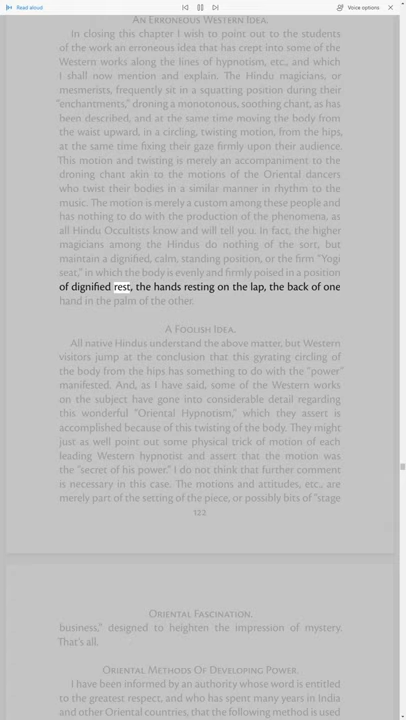 Read aloud
Voice options
AN ERRONEOUS WESTERN IDEA.
In closing this chapter I wish to point out to the students
of the work an erroneous idea that has crept into some of the
Western works along the lines of hypnotism, etc., and which
I shall now mention and explain. The Hindu magicians, or
mesmerists, frequently sit in a squatting position during their
"enchantments," droning a monotonous, soothing chant, as has
been described, and at the same time moving the body from
the waist upward, in a circling, twisting motion, from the hips,
at the same time fixing their gaze firmly upon their audience.
This motion and twisting is merely an accompaniment to the
droning chant akin to the motions of the Oriental dancers
who twist their bodies in a similar manner in rhythm to the
music. The motion is merely a custom among these people and
has nothing to do with the production of the phenomena, as
all Hindu Occultists know and will tell you. In fact, the higher
magicians among the Hindus do nothing of the sort, but
maintain a dignified, calm, standing position, or the firm "Yogi
seat," in which the body is evenly and firmly poised in a position
of dignified rest, the hands resting on the lap, the back of one
hand in the palm of the other.
A FOOLISH IDEA.
All native Hindus understand the above matter, but Western
visitors jump at the conclusion that this gyrating circling of
the body from the hips has something to do with the "power"
manifested. And, as I have said, some of the Western works
on the subject have gone into considerable detail regarding
this wonderful "Oriental Hypnotism," which they assert is
accomplished because of this twisting of the body. They might
just as well point out some physical trick of motion of each
leading Western hypnotist and assert that the motion was
the "secret of his power." I do not think that further comment
is necessary in this case. The motions and attitudes, etc., are
merely part of the setting of the piece, or possibly bits of "stage
123
ORIENTAL FASCINATION.
business," designed to heighten the impression of mystery.
That's all.
ORIENTAL METHODS OF DEVELOPING POWER.
I have been informed by an authority whose word is entitled
to the greatest respect, and who has spent many years in India
and other Oriental countries, that the following method is used